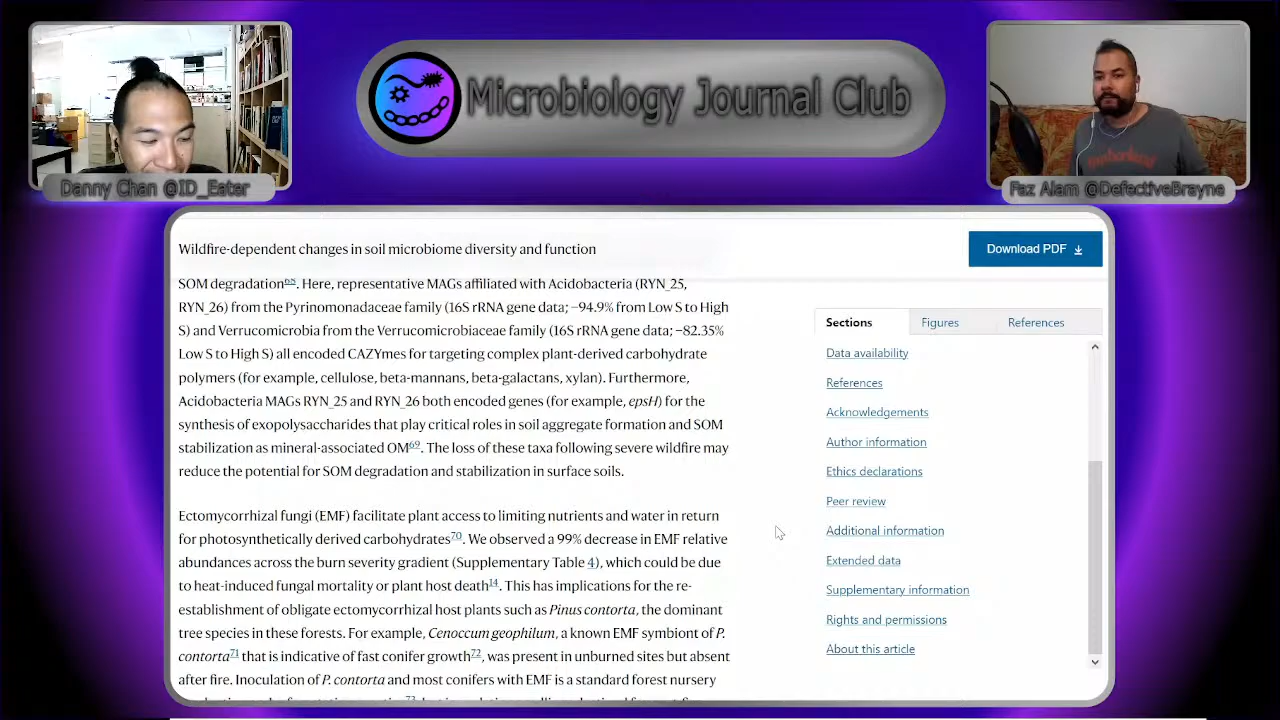 Microbiology Journal Club
Danny Chan @ID_Eater
Faz Alam @DefectiveBrayne
Wildfire-dependent changes in soil microbiome diversity and function
Download PDF
SOM degradation68. Here, representative MAGs affiliated with Acidobacteria (RYN_25,
RYN_26) from the Pyrinomonadaceae family (16S rRNA gene data; −94.9% from Low S to High
S) and Verrucomicrobia from the Verrucomicrobiaceae family (16S rRNA gene data; −82.35%
Low S to High S) all encoded CAZYmes for targeting complex plant-derived carbohydrate
polymers (for example, cellulose, beta-mannans, beta-galactans, xylan). Furthermore,
Acidobacteria MAGs RYN_25 and RYN_26 both encoded genes (for example, epsH) for the
synthesis of exopolysaccharides that play critical roles in soil aggregate formation and SOM
stabilization as mineral-associated OM69. The loss of these taxa following severe wildfire may
reduce the potential for SOM degradation and stabilization in surface soils.
Ectomycorrhizal fungi (EMF) facilitate plant access to limiting nutrients and water in return
for photosynthetically derived carbohydrates70. We observed a 99% decrease in EMF relative
abundances across the burn severity gradient (Supplementary Table 4), which could be due
to heat-induced fungal mortality or plant host death14. This has implications for the re-
establishment of obligate ectomycorrhizal host plants such as Pinus contorta, the dominant
tree species in these forests. For example, Cenoccum geophilum, a known EMF symbiont of P.
contorta71 that is indicative of fast conifer growth72, was present in unburned sites but absent
after fire. Inoculation of P. contorta and most conifers with EMF is a standard forest nursery
Sections
Figures
References
Data availability
References
Acknowledgements
Author information
Ethics declarations
Peer review
Additional information
Extended data
Supplementary information
Rights and permissions
About this article